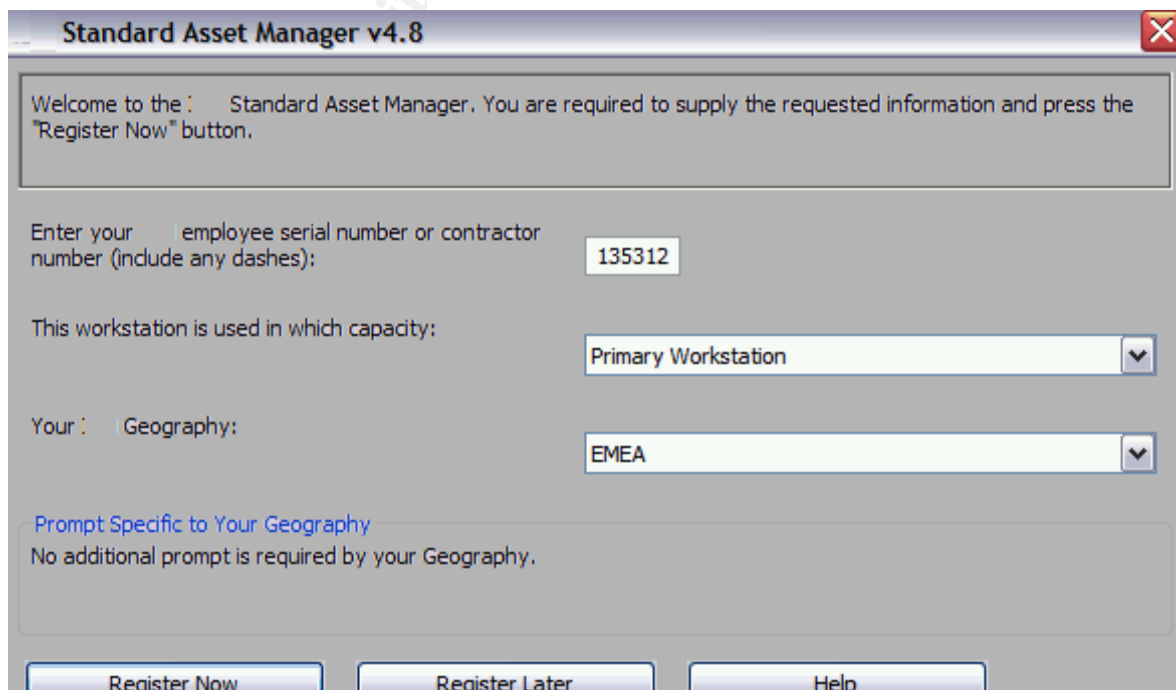 Standard Asset Manager v4.8
Welcome to the Standard Asset Manager. You are required to supply the requested information and press the
"Register Now" button.
Enter your employee serial number or contractor
number (include any dashes):
135312
This workstation is used in which capacity:
Primary Workstation
Your Geography:
EMEA
Prompt Specific to Your Geography
No additional prompt is required by your Geography.
Register Now
Register Later
Help